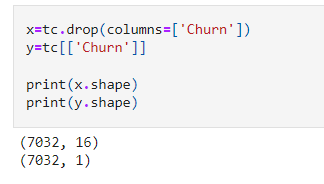 x=tc.drop(columns=['Churn'])
y=tc[['Churn']]
print(x.shape)
print(y.shape)
(7032, 16)
(7032, 1)